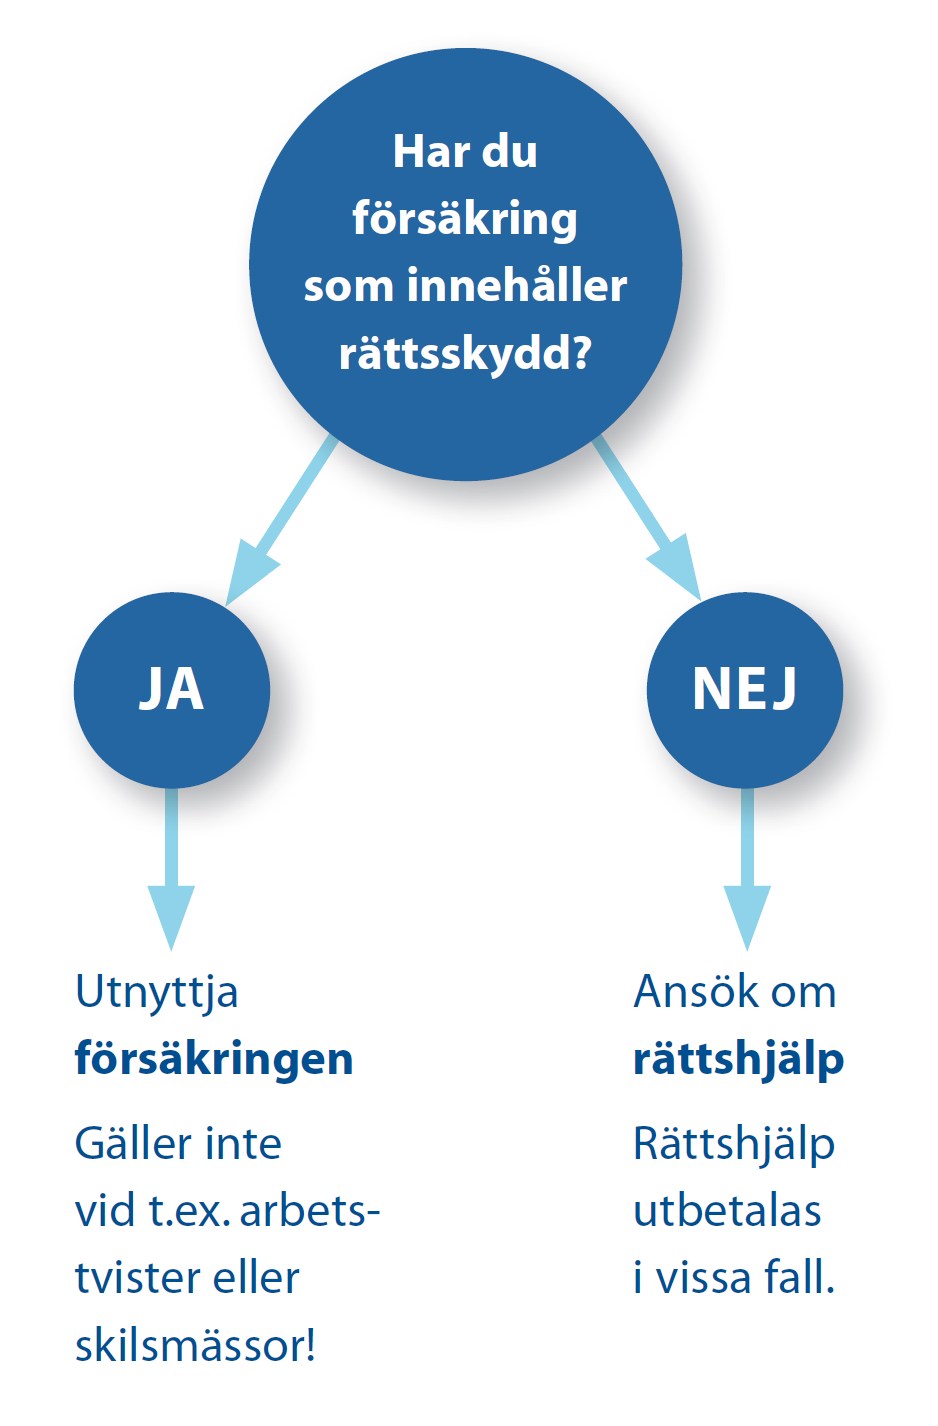 Har du
försäkring
som innehåller
rättsskydd?
JA
NEJ
Utnyttja
försäkringen
Gäller inte
vid t.ex. arbets-
tvister eller
skilsmässor!
Ansök om
rättshjälp
Rättshjälp
utbetalas
i vissa fall.